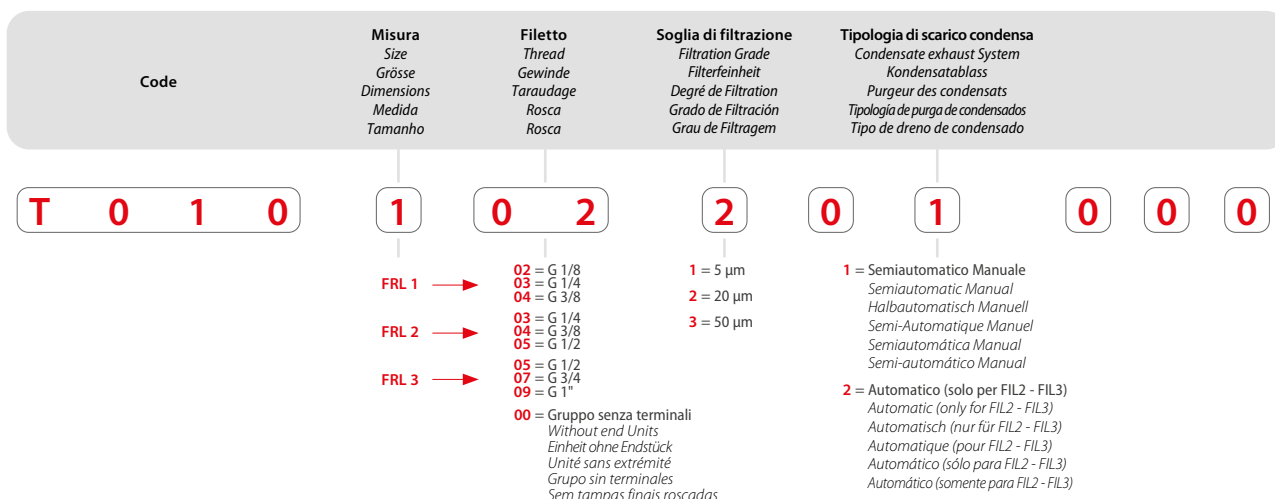 Code
Misura
Size
Grösse
Dimensions
Medida
Tamanho
Filetto
Thread
Gewinde
Taraudage
Rosca
Rosca
Soglia di filtrazione
Filtration Grade
Filterfeinheit
Degré de Filtration
Grado de Filtración
Grau de Filtragem
Tipologia di scarico condensa
Condensate exhaust System
Kondensatablass
Purgeur des condensats
Tipología de purga de condensados
Tipo de dreno de condensado
T 0 1 0 1 0 2 2 0 1 0 0 0
FRL 1
02 = G 1/8
03 = G 1/4
04 = G 3/8
FRL 2
03 = G 1/4
04 = G 3/8
05 = G 1/2
FRL 3
05 = G 1/2
07 = G 3/4
09 = G 1"
00 = Gruppo senza terminali
Without end Units
Einheit ohne Endstück
Unité sans extrémité
Grupo sin terminales
Sem tampas finais roscadas
1 = 5 µm
2 = 20 µm
3 = 50 µm
1 = Semiautomatico Manuale
Semiautomatic Manual
Halbautomatisch Manuell
Semi-Automatique Manuel
Semiautomática Manual
Semi-automático Manual
2 = Automatico (solo per FIL2 - FIL3)
Automatic (only for FIL2 - FIL3)
Automatisch (nur für FIL2 - FIL3)
Automatique (pour FIL2 - FIL3)
Automático (sólo para FIL2 - FIL3)
Automático (somente para FIL2 - FIL3)